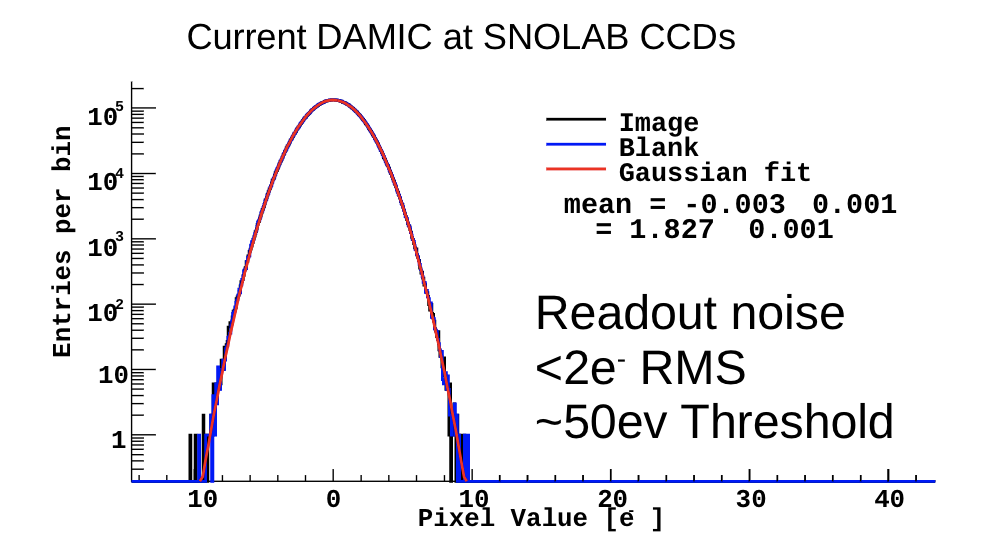 Current DAMIC at SNOLAB CCDs
Entries per bin
10^5
10^4
10^3
10^2
10
1
Image
Blank
Gaussian fit
mean = -0.003 0.001
= 1.827 0.001
Readout noise
<2e⁻ RMS
~50ev Threshold
10 0 10 20 30 40
Pixel Value [e⁻ ]